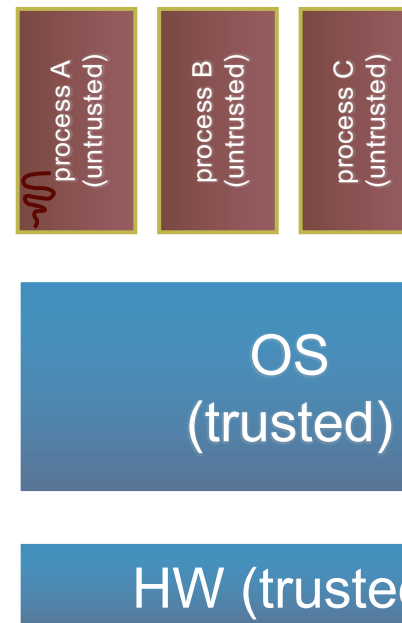 process A
(untrusted)
process B
(untrusted)
process C
(untrusted)
OS
(trusted)
HW (truste